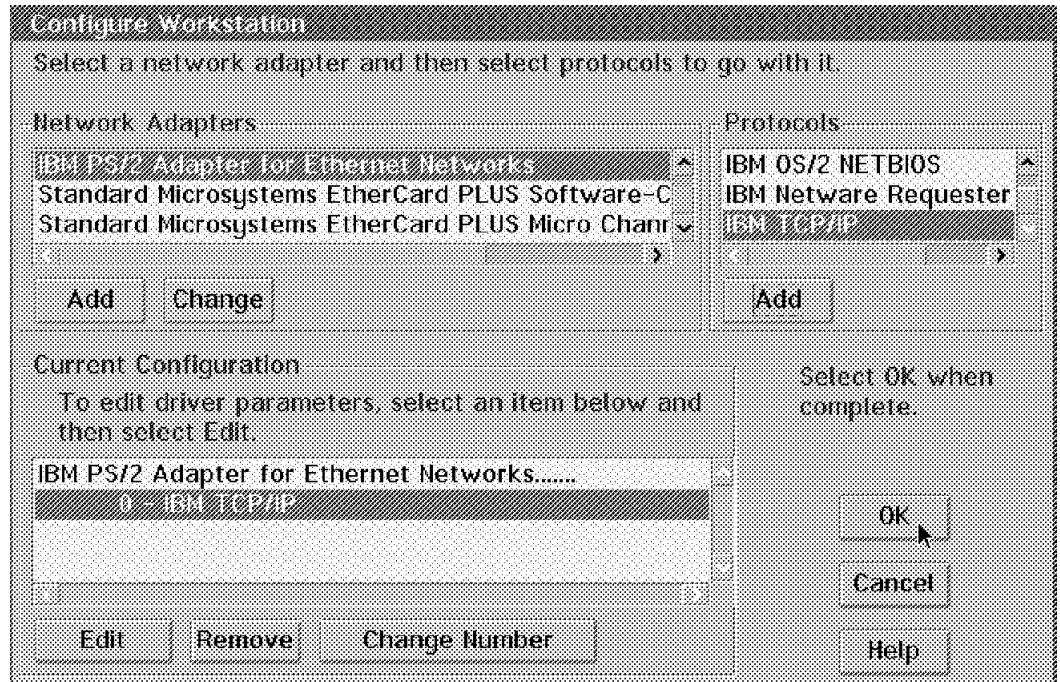 Configure Workstation
Select a network adapter and then select protocols to go with it.
Network Adapters
IBM PS/2 Adapter for Ethernet Networks
Standard Microsystems EtherCard PLUS Software-C
Standard Microsystems EtherCard PLUS Micro Chanr
Add
Change
Protocols
IBM OS/2 NETBIOS
IBM Netware Requester
IBM TCP/IP
Add
Current Configuration
To edit driver parameters, select an item below and
then select Edit.
IBM PS/2 Adapter for Ethernet Networks.......
0 - IBM TCP/IP
Edit
Remove
Change Number
Select OK when
complete.
OK
Cancel
Help